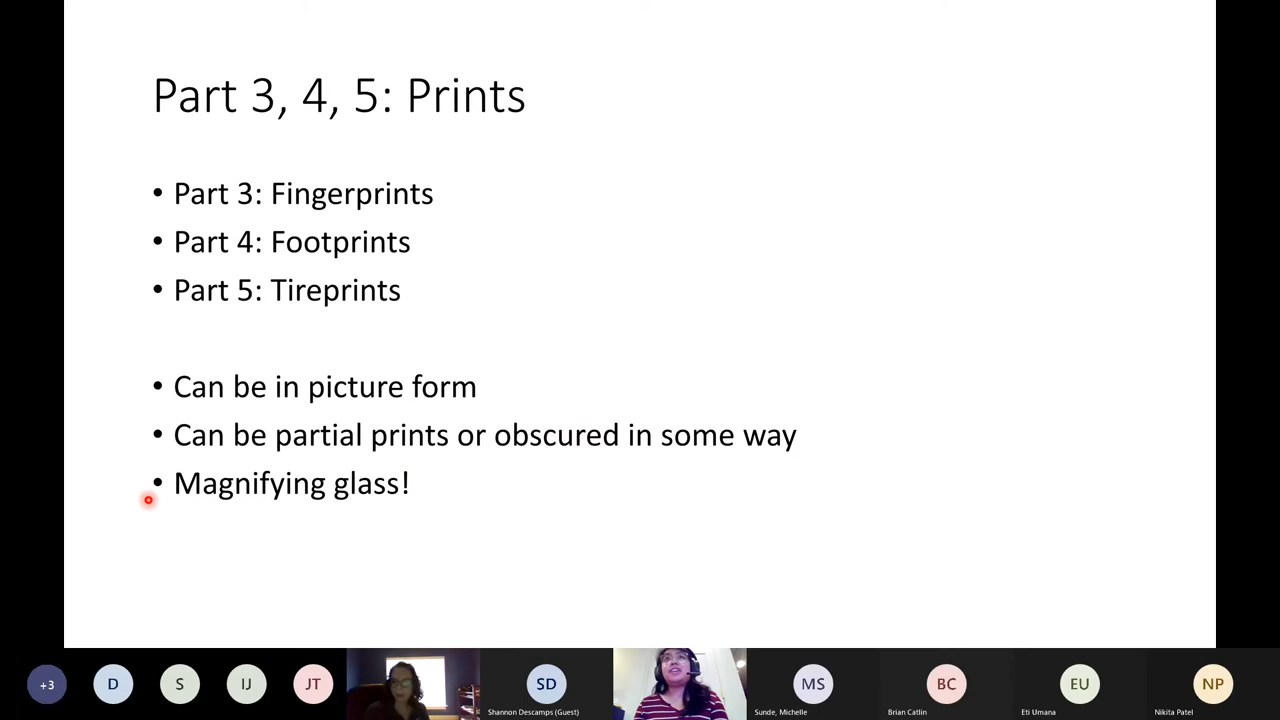 Part 3, 4, 5: Prints
• Part 3: Fingerprints
• Part 4: Footprints
• Part 5: Tireprints
• Can be in picture form
• Can be partial prints or obscured in some way
• Magnifying glass!
+3
D
S
IJ
JT
SD
MS
BC
EU
NP
Shannon Descamps (Guest)
Sunde, Michelle
Brian Catlin
Eti Umana
Nikita Patel